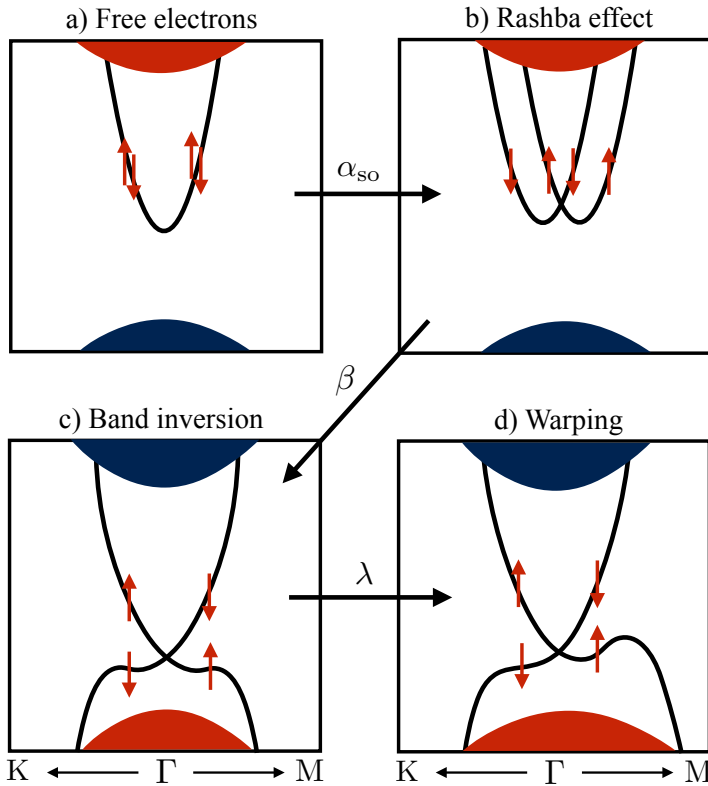 a) Free electrons
b) Rashba effect
α_so
β
c) Band inversion
d) Warping
λ
K Γ M
K Γ M